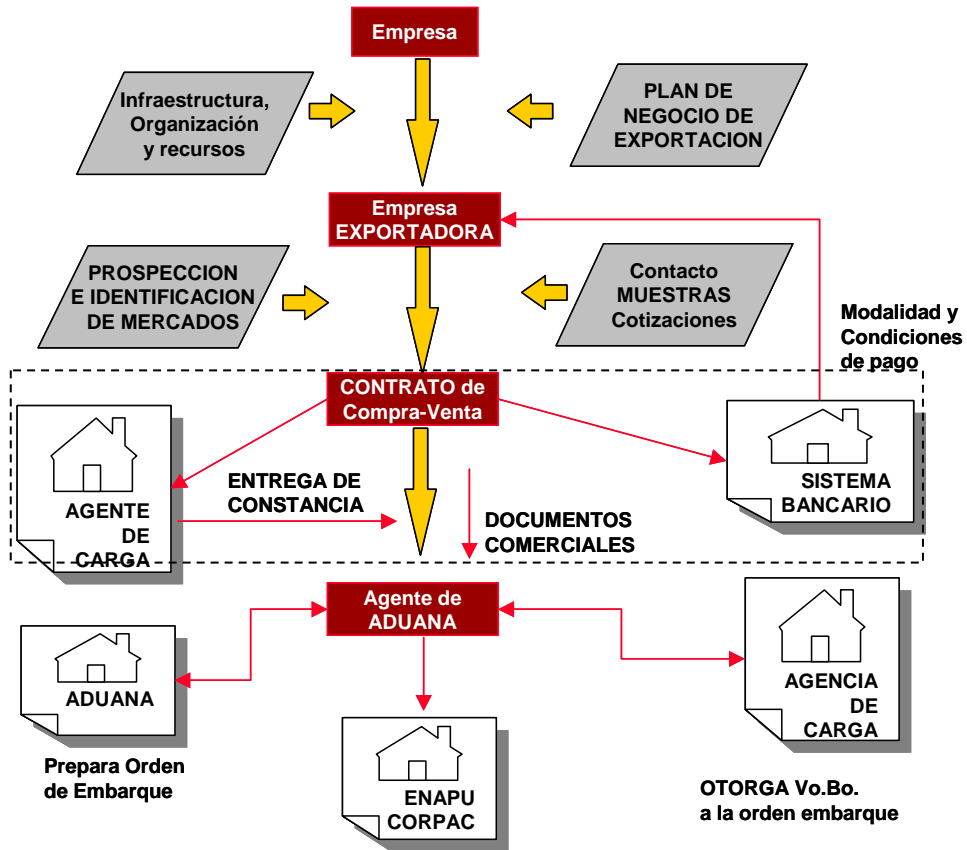 Empresa
Infraestructura,
Organización
y recursos
PLAN DE
NEGOCIO DE
EXPORTACION
Empresa
EXPORTADORA
PROSPECCION
E IDENTIFICACION
DE MERCADOS
Contacto
MUESTRAS
Cotizaciones
Modalidad y
Condiciones
de pago
CONTRATO de
Compra-Venta
AGENTE
DE
CARGA
ENTREGA DE
CONSTANCIA
DOCUMENTOS
COMERCIALES
SISTEMA
BANCARIO
Agente de
ADUANA
ADUANA
AGENCIA
DE
CARGA
Prepara Orden
de Embarque
ENAPU
CORPAC
OTORGA Vo.Bo.
a la orden embarque